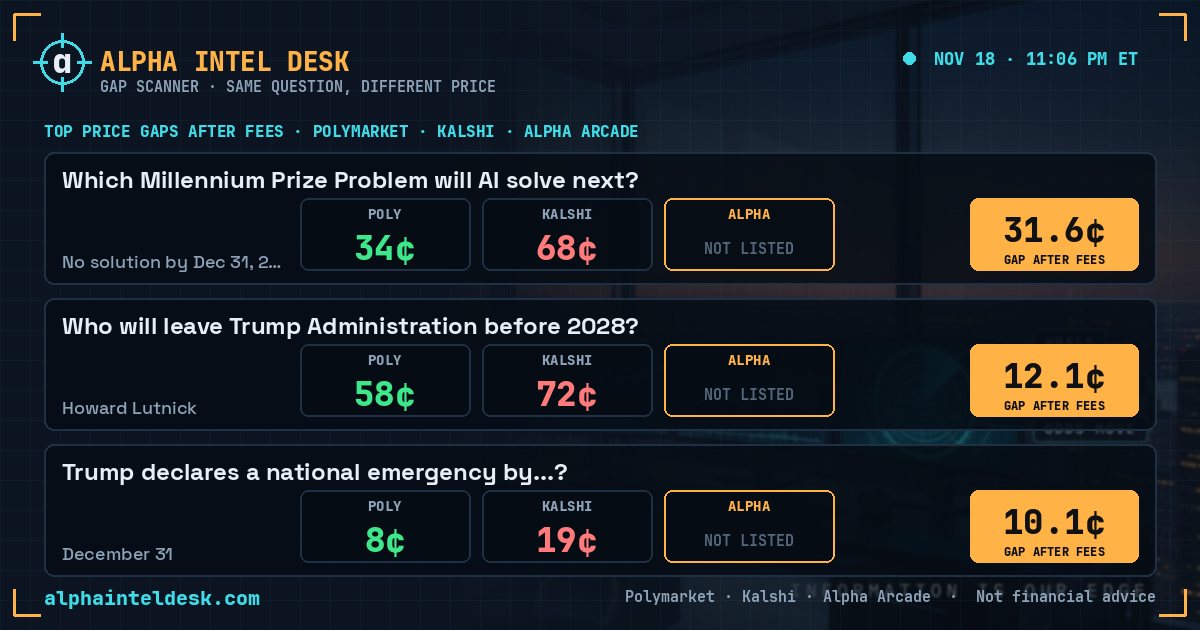 α
ALPHA INTEL DESK
GAP SCANNER · SAME QUESTION, DIFFERENT PRICE
NOV 18 · 11:06 PM ET
TOP PRICE GAPS AFTER FEES · POLYMARKET · KALSHI · ALPHA ARCADE
Which Millennium Prize Problem will AI solve next?
No solution by Dec 31, 2…
POLY
34¢
KALSHI
68¢
ALPHA
NOT LISTED
31.6¢
GAP AFTER FEES
Who will leave Trump Administration before 2028?
Howard Lutnick
POLY
58¢
KALSHI
72¢
ALPHA
NOT LISTED
12.1¢
GAP AFTER FEES
Trump declares a national emergency by...?
December 31
POLY
8¢
KALSHI
19¢
ALPHA
NOT LISTED
10.1¢
GAP AFTER FEES
INFORMATION IS OUR EDGE
alphainteldesk.com
Polymarket · Kalshi · Alpha Arcade · Not financial advice